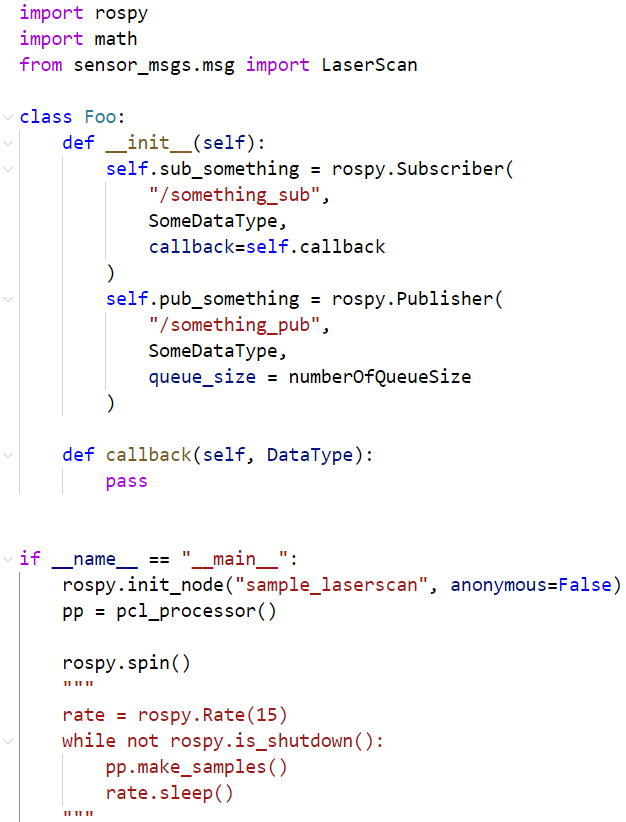 import rospy
import math
from sensor_msgs.msg import LaserScan
class Foo:
def __init__(self):
self.sub_something = rospy.Subscriber(
"/something_sub",
SomeDataType,
callback=self.callback
)
self.pub_something = rospy.Publisher(
"/something_pub",
SomeDataType,
queue_size = numberOfQueueSize
)
def callback(self, DataType):
pass
if __name__ == "__main__":
rospy.init_node("sample_laserscan", anonymous=False)
pp = pcl_processor()
rospy.spin()
"""
rate = rospy.Rate(15)
while not rospy.is_shutdown():
pp.make_samples()
rate.sleep()
"""